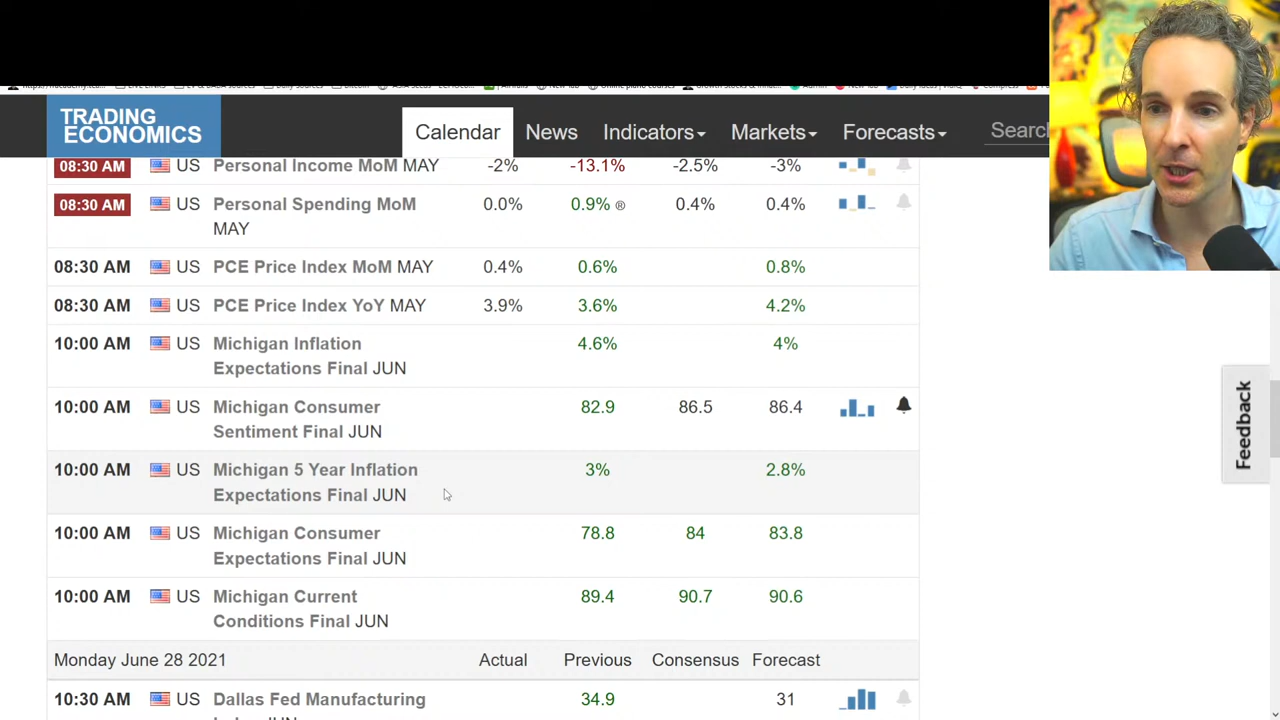 TRADING
ECONOMICS
Calendar News Indicators Markets Forecasts Search
08:30 AM US Personal Income MoM MAY -2% -13.1% -2.5% -3%
08:30 AM US Personal Spending MoM 0.0% 0.9% ® 0.4% 0.4%
MAY
08:30 AM US PCE Price Index MoM MAY 0.4% 0.6% 0.8%
08:30 AM US PCE Price Index YoY MAY 3.9% 3.6% 4.2%
10:00 AM US Michigan Inflation 4.6% 4%
Expectations Final JUN
10:00 AM US Michigan Consumer 82.9 86.5 86.4
Sentiment Final JUN
10:00 AM US Michigan 5 Year Inflation 3% 2.8%
Expectations Final JUN
10:00 AM US Michigan Consumer 78.8 84 83.8
Expectations Final JUN
10:00 AM US Michigan Current 89.4 90.7 90.6
Conditions Final JUN
Monday June 28 2021 Actual Previous Consensus Forecast
10:30 AM US Dallas Fed Manufacturing 34.9 31
Feedback